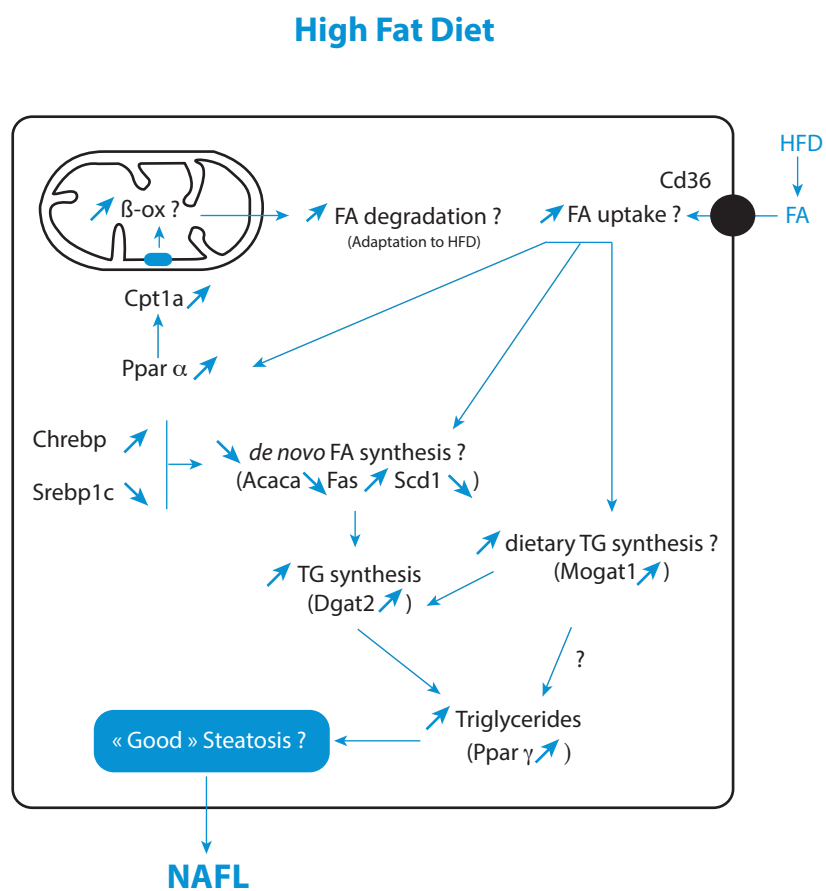 High Fat Diet
HFD
Cd36
ß-ox ?
FA degradation ?
(Adaptation to HFD)
FA uptake ?
FA
Cpt1a
Ppar α
Chrebp
Srebp1c
de novo FA synthesis ?
(Acaca Fas Scd1 )
dietary TG synthesis ?
(Mogat1 )
TG synthesis
(Dgat2 )
?
Triglycerides
(Ppar γ )
« Good » Steatosis ?
NAFL